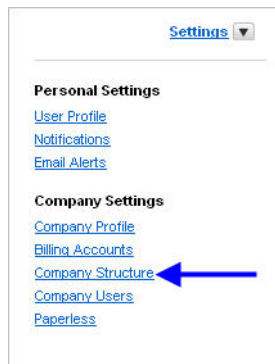 Settings
Personal Settings
User Profile
Notifications
Email Alerts
Company Settings
Company Profile
Billing Accounts
Company Structure
Company Users
Paperless